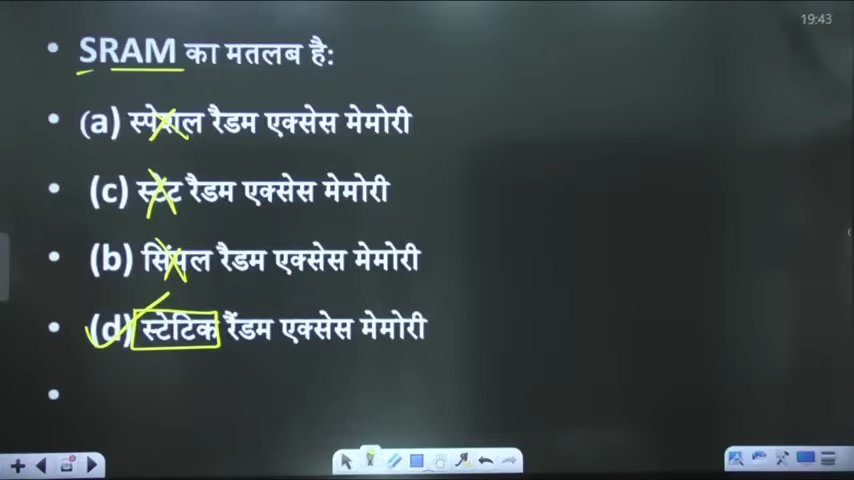 19:43
• SRAM का मतलब है:
• (a) स्पेशल रैडम एक्सेस मेमोरी
• (c) स्टेट रैडम एक्सेस मेमोरी
• (b) सिंपल रैडम एक्सेस मेमोरी
• (d) स्टेटिक रैंडम एक्सेस मेमोरी
•